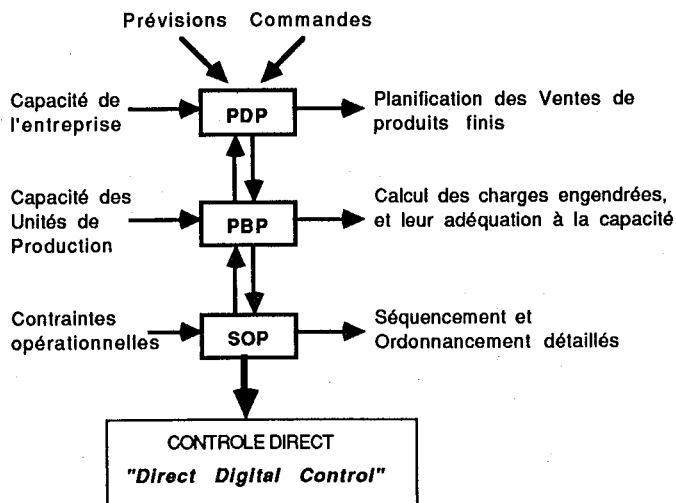 Prévisions Commandes
Capacité de
l'entreprise
PDP
Planification des Ventes de
produits finis
Capacité des
Unités de
Production
PBP
Calcul des charges engendrées,
et leur adéquation à la capacité
Contraintes
opérationnelles
SOP
Séquencement et
Ordonnancement détaillés
CONTROLE DIRECT
"Direct Digital Control"